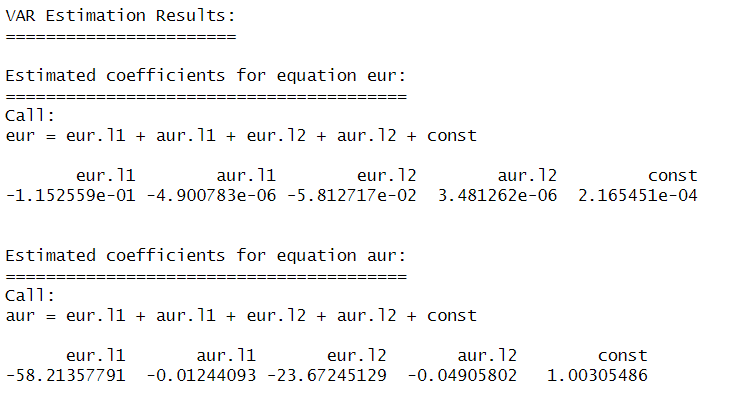 VAR Estimation Results:
=======================
Estimated coefficients for equation eur:
========================================
Call:
eur = eur.l1 + aur.l1 + eur.l2 + aur.l2 + const
eur.l1 aur.l1 eur.l2 aur.l2 const
-1.152559e-01 -4.900783e-06 -5.812717e-02 3.481262e-06 2.165451e-04
Estimated coefficients for equation aur:
========================================
Call:
aur = eur.l1 + aur.l1 + eur.l2 + aur.l2 + const
eur.l1 aur.l1 eur.l2 aur.l2 const
-58.21357791 -0.01244093 -23.67245129 -0.04905802 1.00305486